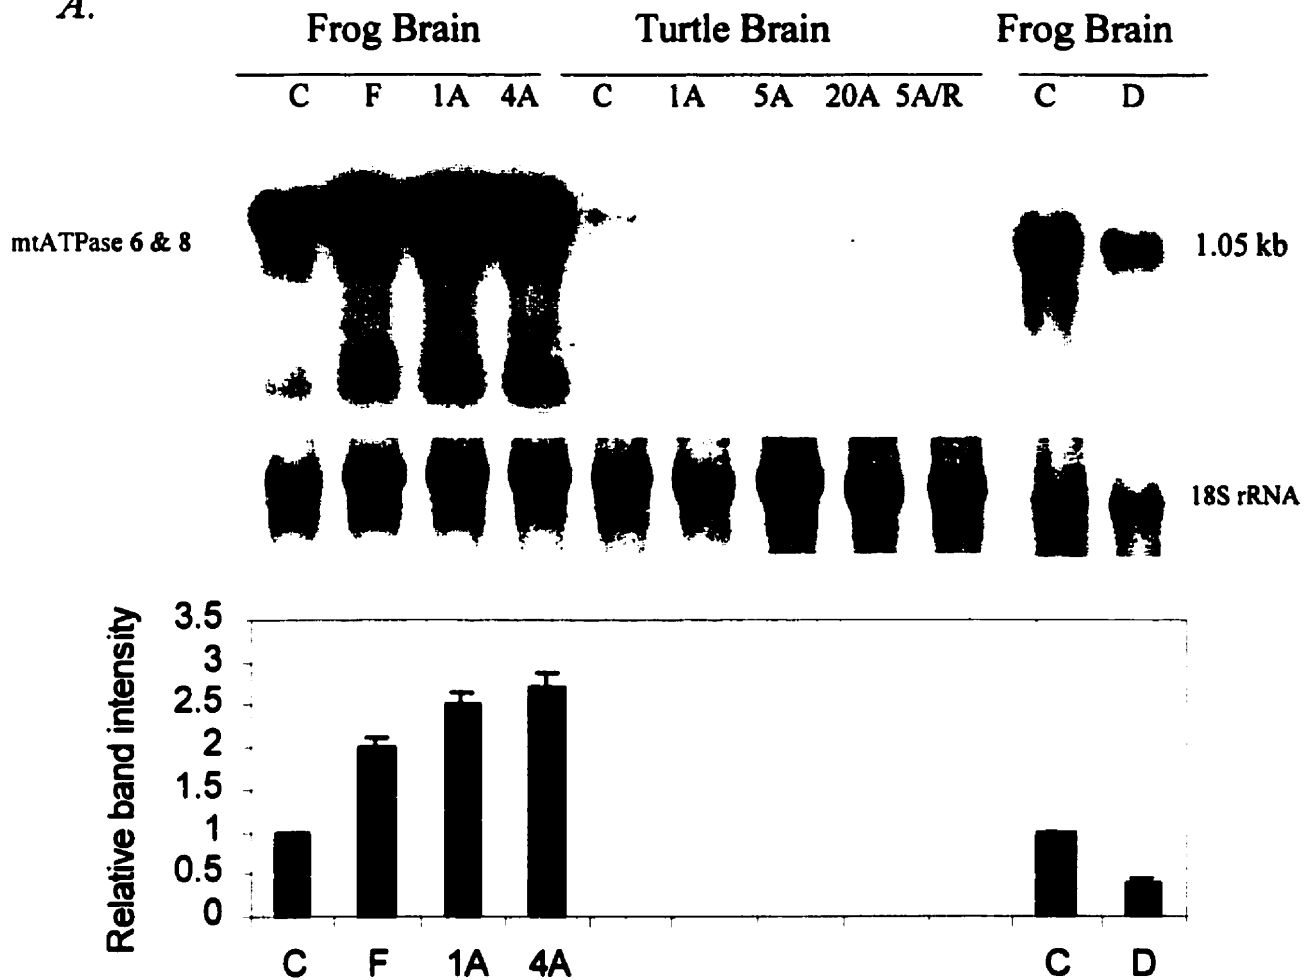 A.
Frog Brain Turtle Brain Frog Brain
C F 1A 4A C 1A 5A 20A 5A/R C D
mtATPase 6 & 8 1.05 kb
18S rRNA
Relative band intensity
3.5
3
2.5
2
1.5
1
0.5
0
C F 1A 4A C D